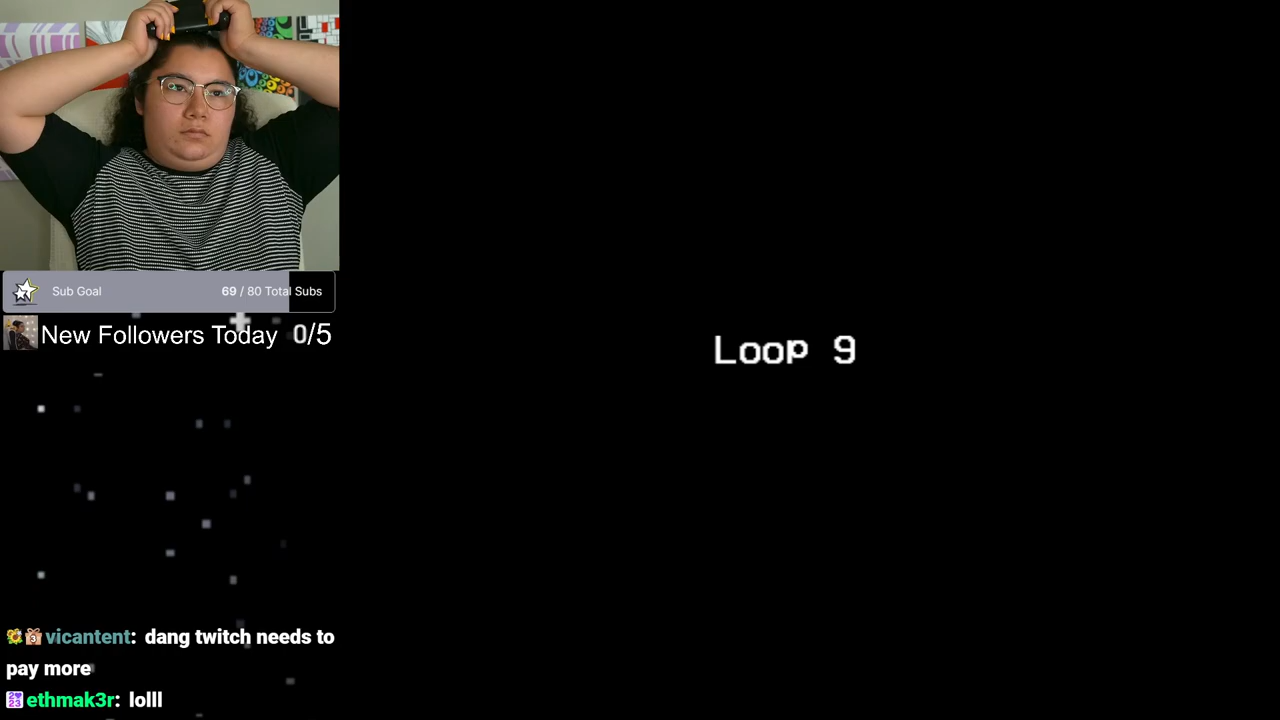 Sub Goal 69 / 80 Total Subs
New Followers Today 0/5
Loop 9
vicantent: dang twitch needs to
pay more
ethmak3r: lolll